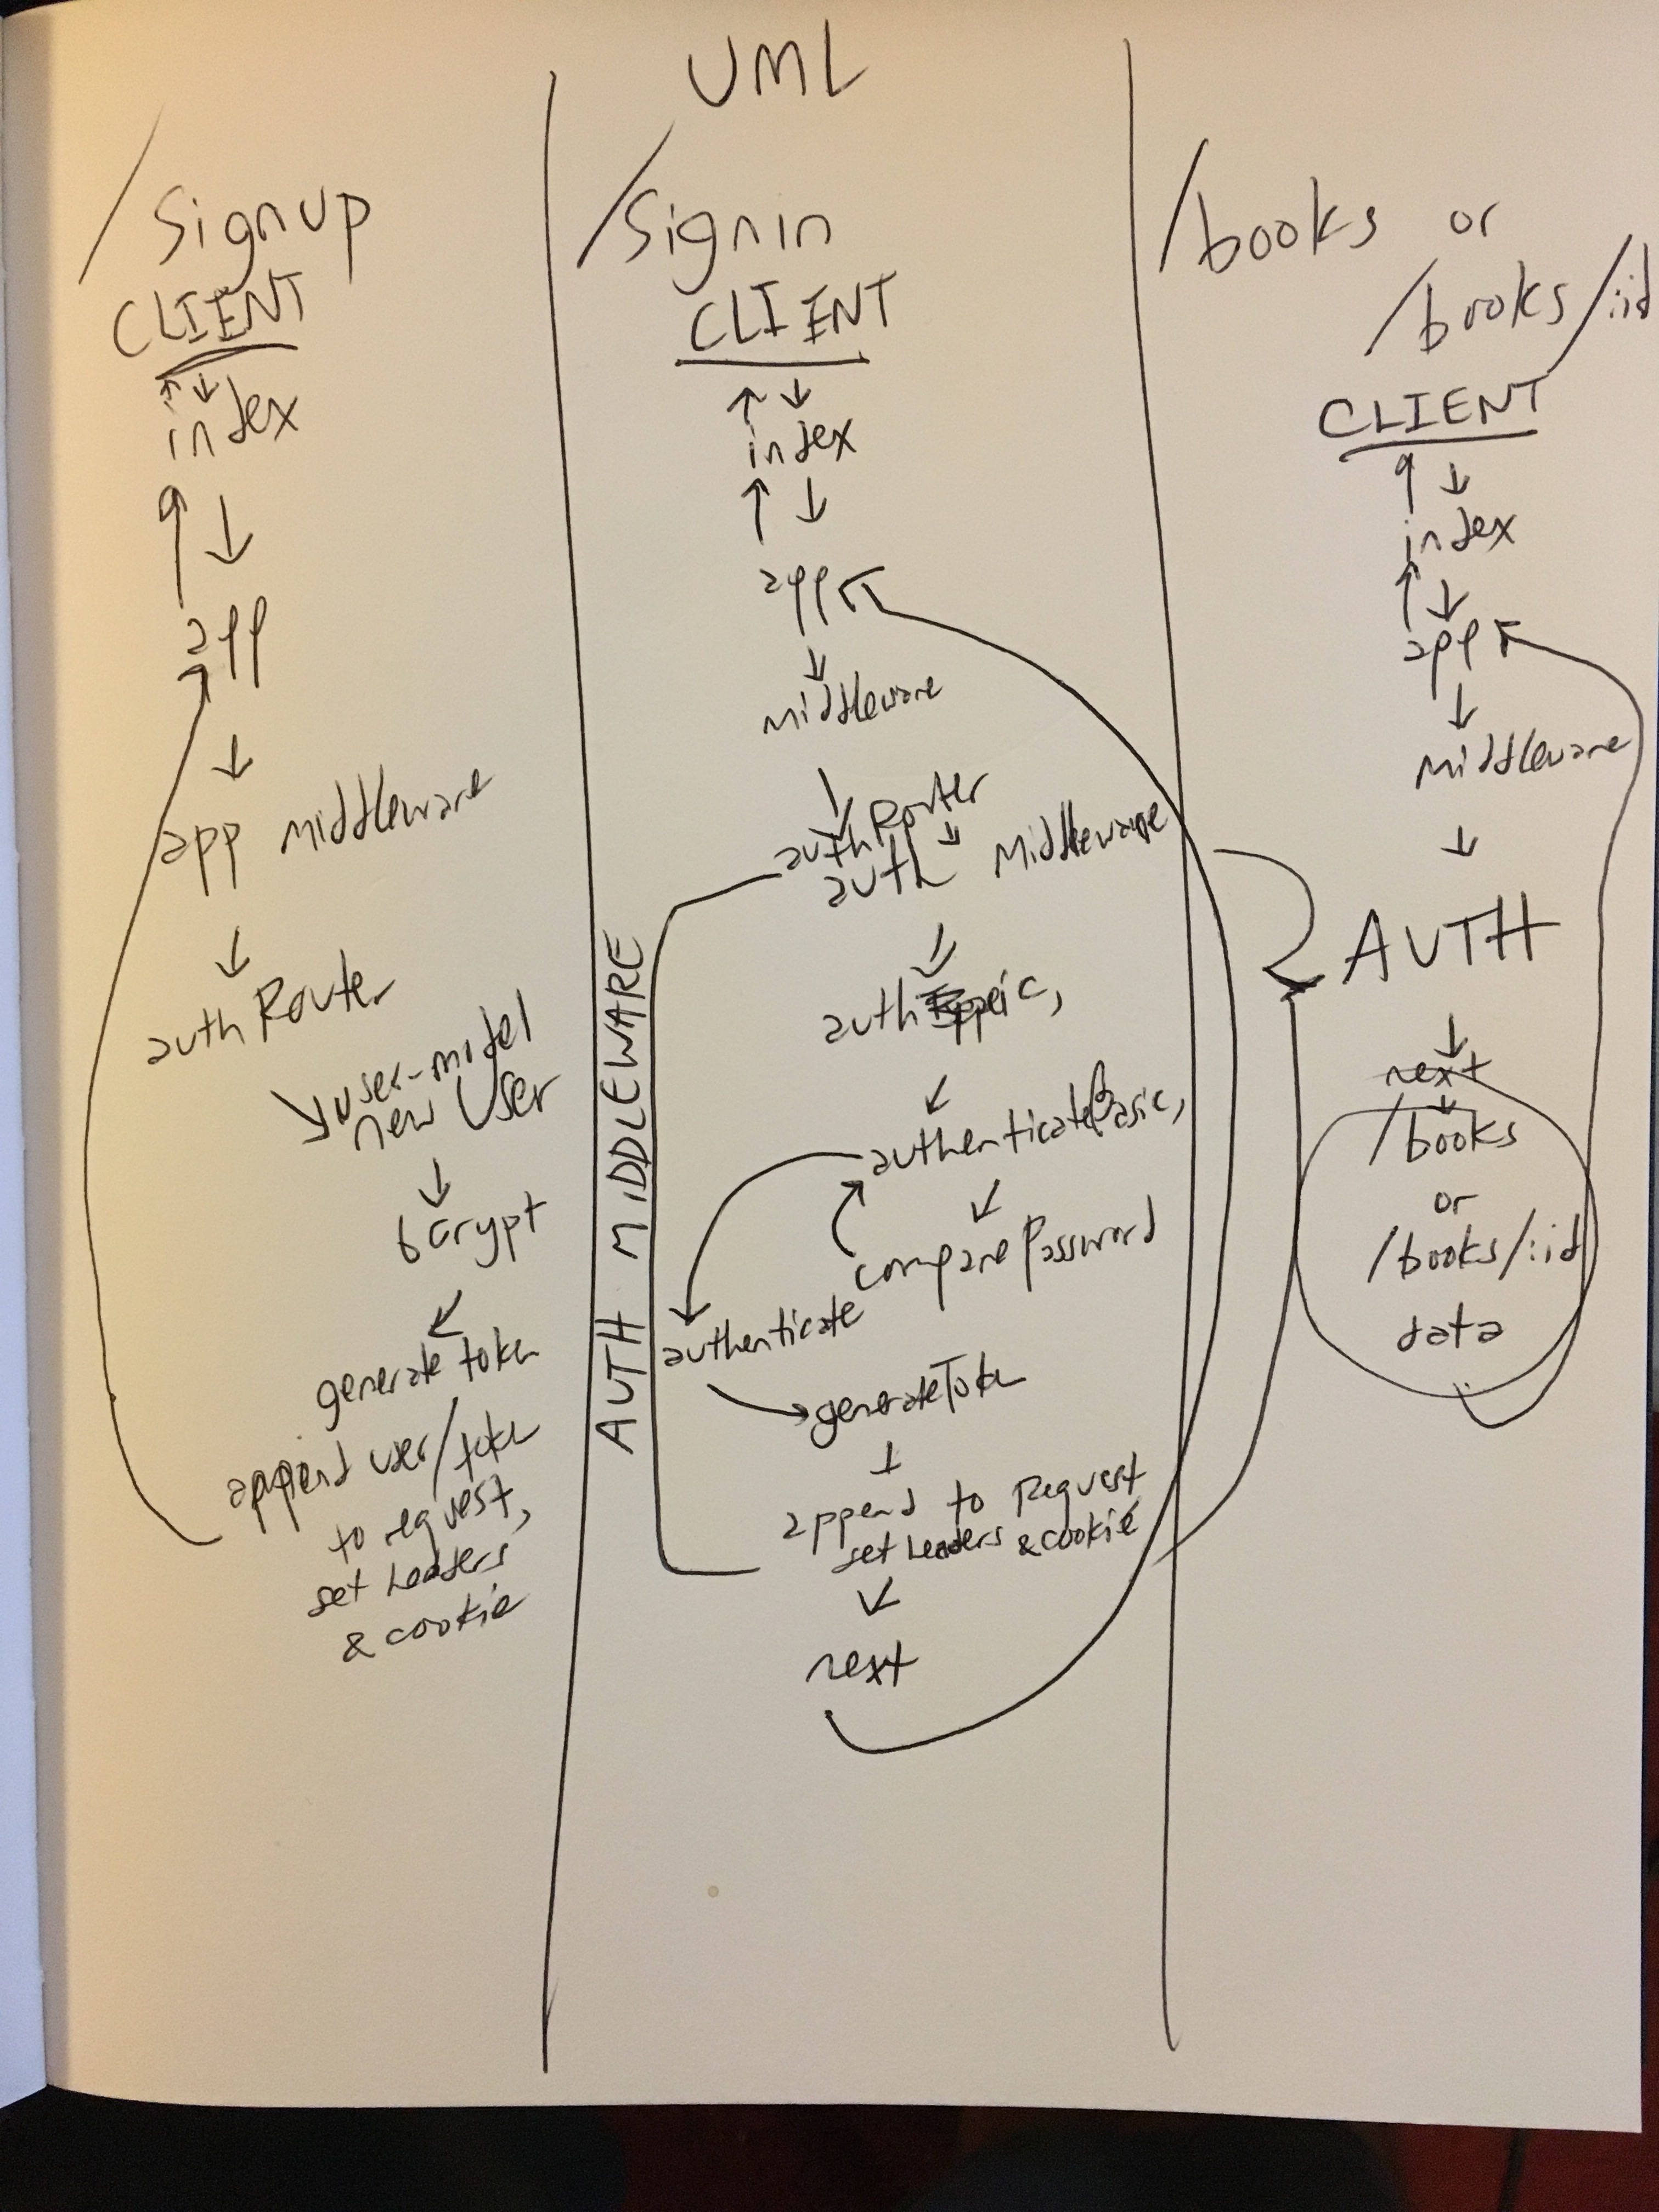 UML
/Signup
CLIENT
index
app
app middleware
authRouter
user-model
new User
bcrypt
generate token
append user/token
to request,
set headers
& cookie
/Signin
CLIENT
index
app
middleware
authRouter
auth middleware
auth
authenticateBasic,
comparePassword
authenticate
generateToken
append to Request
set headers & cookie
next
AUTH MIDDLEWARE
/books or
/books/:id
CLIENT
index
app
middleware
AUTH
next
/books
or
/books/:id
data